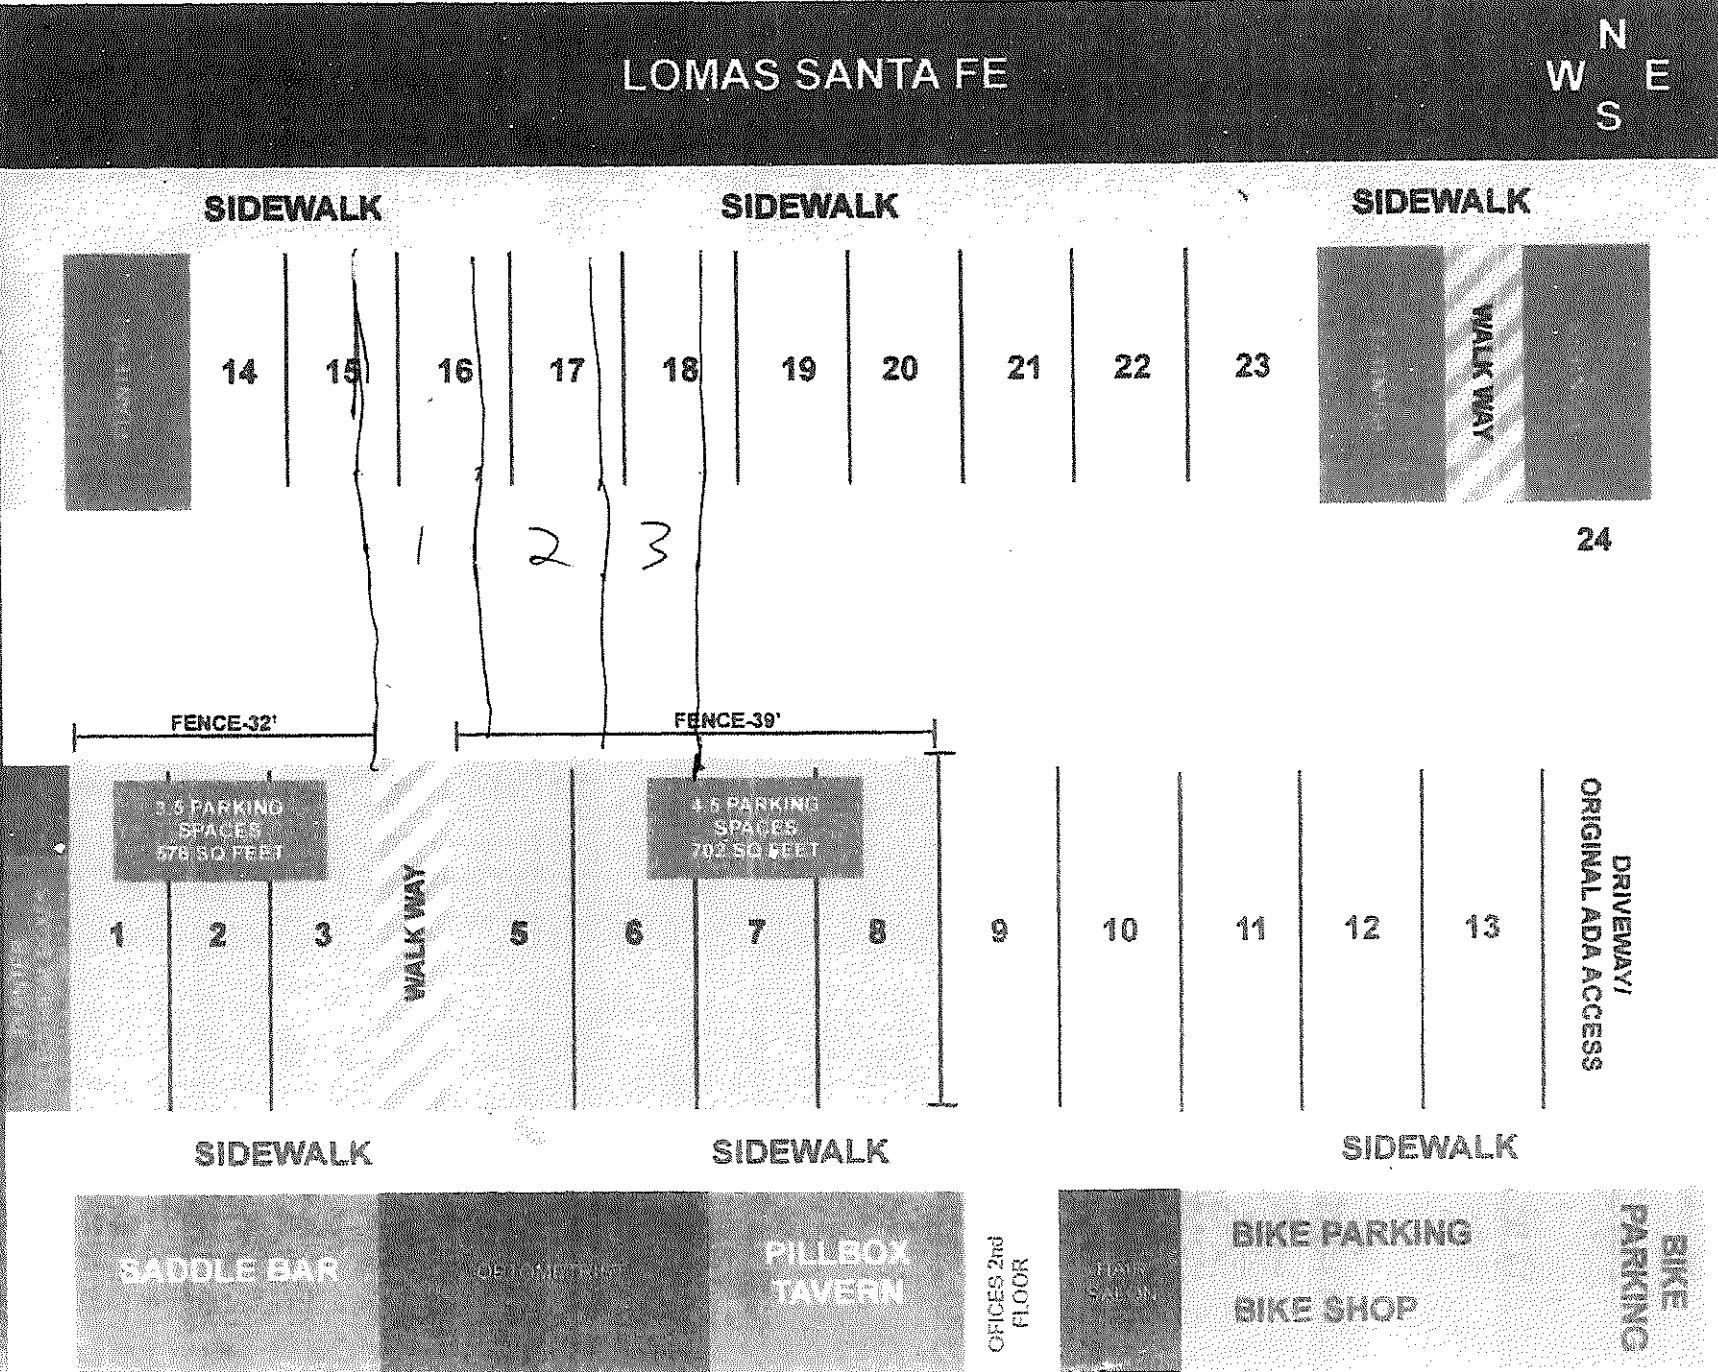 LOMAS SANTA FE
N
W E
S
SIDEWALK SIDEWALK SIDEWALK
14 15 16 17 18 19 20 21 22 23
WALK WAY
1 2 3
24
FENCE-32' FENCE-39'
3.5 PARKING
SPACES
576 SQ FEET
4.5 PARKING
SPACES
702 SQ FEET
1 2 3 WALK WAY 5 6 7 8 9 10 11 12 13
DRIVEWAY/
ORIGINAL ADA ACCESS
SIDEWALK SIDEWALK SIDEWALK
SADDLE BAR
PILLBOX
TAVERN
OFICES 2nd
FLOOR
HAIR
SALON
BIKE PARKING
BIKE SHOP
BIKE
PARKING